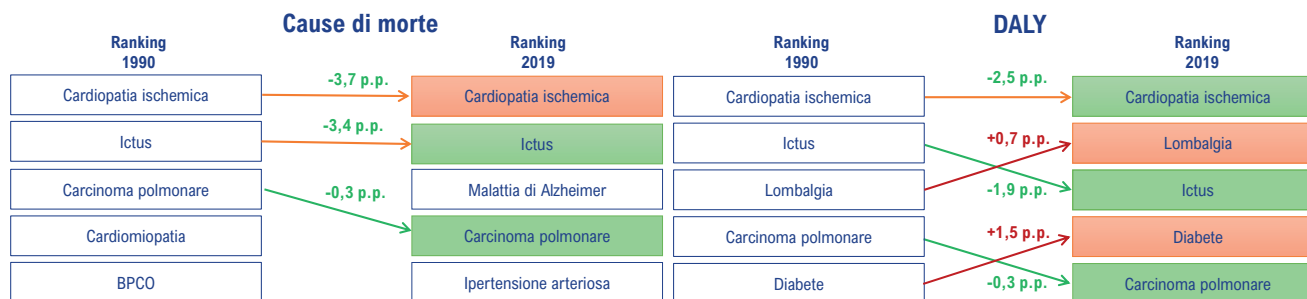 Cause di morte
Ranking
1990
Ranking
2019
Cardiopatia ischemica
-3,7 p.p.
Cardiopatia ischemica
Ictus
-3,4 p.p.
Ictus
Carcinoma polmonare
-0,3 p.p.
Malattia di Alzheimer
Cardiomiopatia
Carcinoma polmonare
BPCO
Ipertensione arteriosa
DALY
Ranking
1990
Ranking
2019
Cardiopatia ischemica
-2,5 p.p.
Cardiopatia ischemica
Ictus
+0,7 p.p.
Lombalgia
Lombalgia
-1,9 p.p.
Ictus
Carcinoma polmonare
+1,5 p.p.
Diabete
Diabete
-0,3 p.p.
Carcinoma polmonare